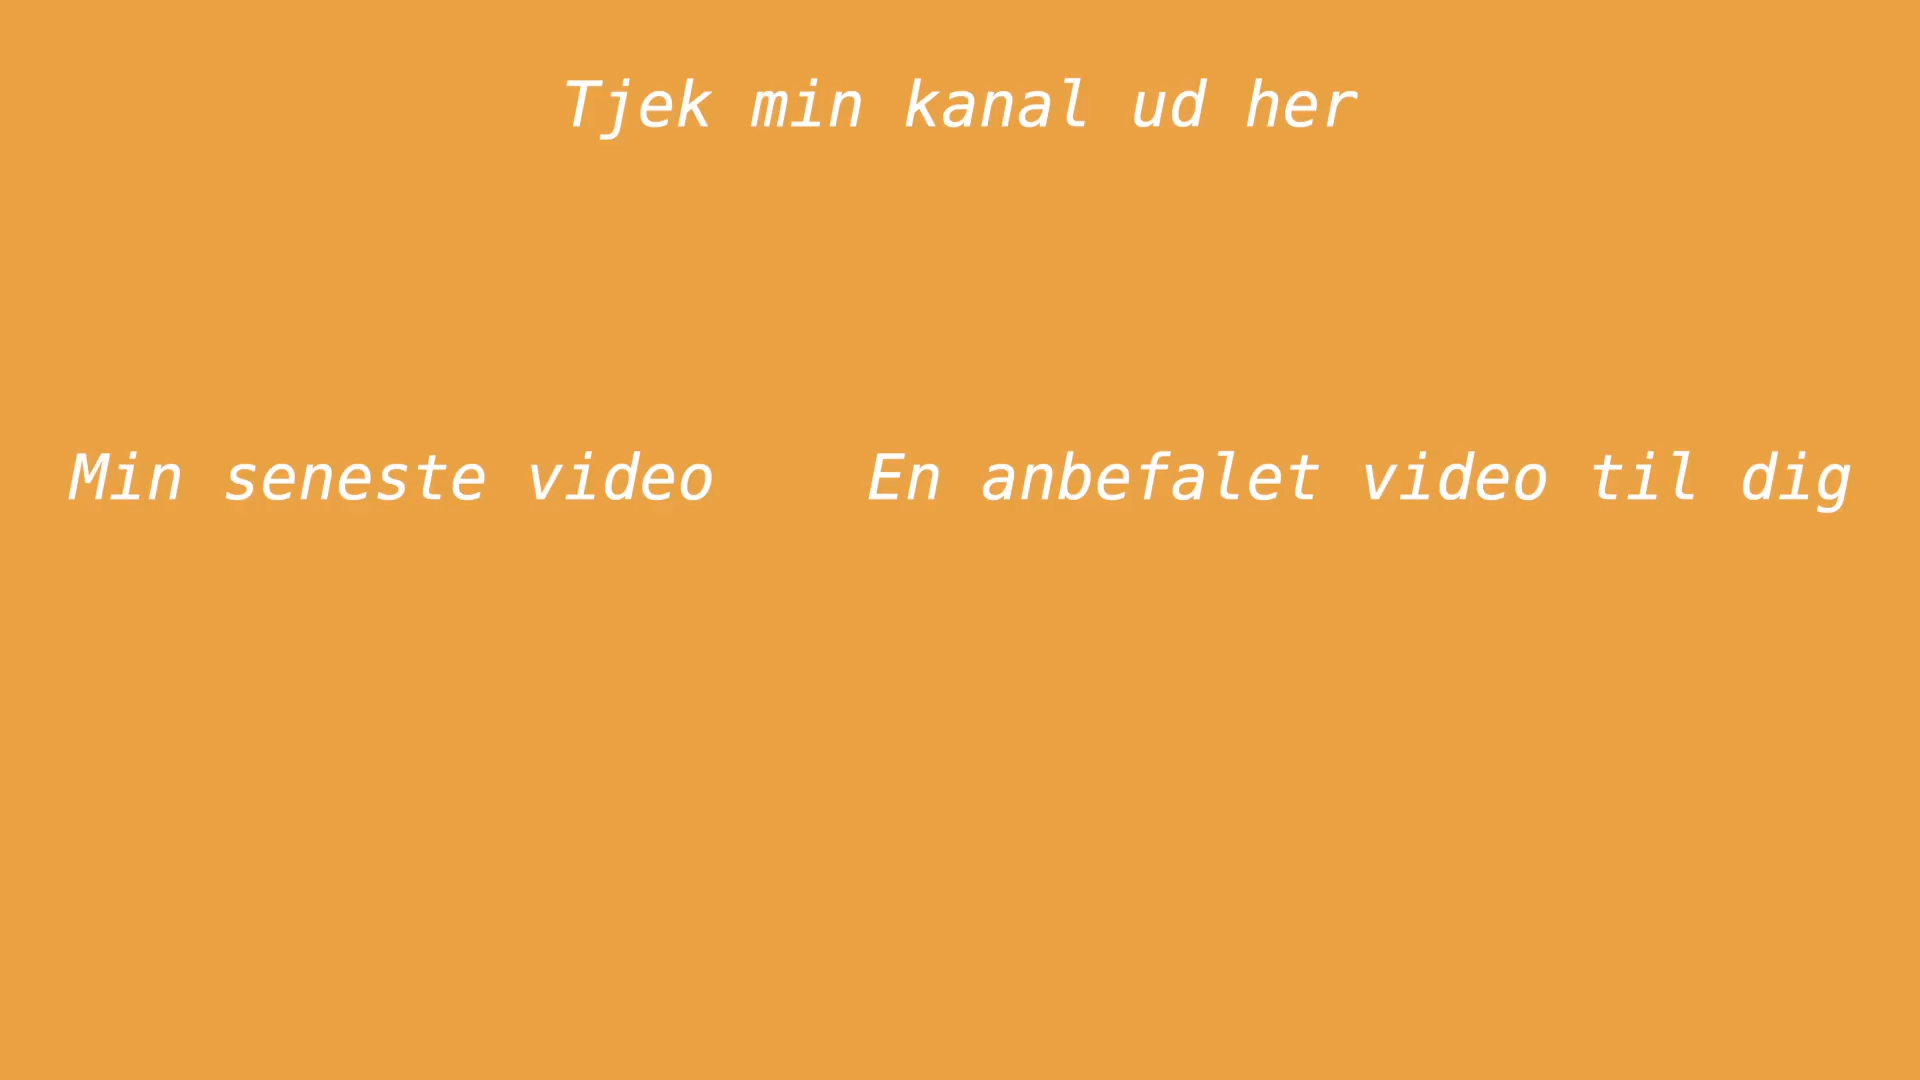 Tjek min kanal ud her
Min seneste video
En anbefalet video til dig